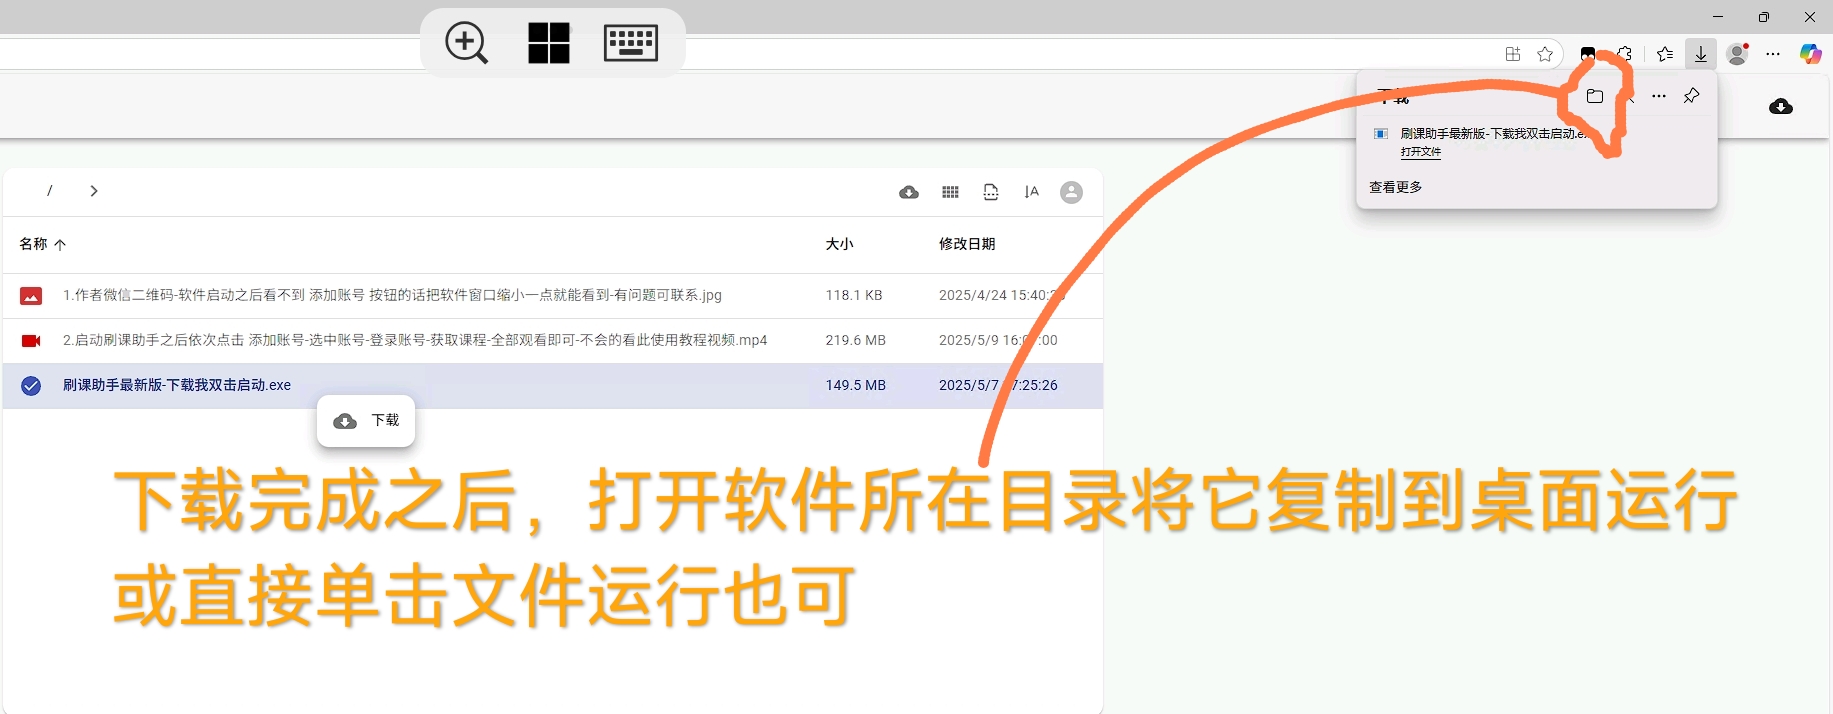 下载
刷课助手最新版-下载我双击启动.e
打开文件
查看更多
/
名称 大小 修改日期
1.作者微信二维码-软件启动之后看不到 添加账号 按钮的话把软件窗口缩小一点就能看到-有问题可联系.jpg 118.1 KB 2025/4/24 15:40:
2.启动刷课助手之后依次点击 添加账号-选中账号-登录账号-获取课程-全部观看即可-不会的看此使用教程视频.mp4 219.6 MB 2025/5/9 16: :00
刷课助手最新版-下载我双击启动.exe 149.5 MB 2025/5/7 7:25:26
下载
下载完成之后，打开软件所在目录将它复制到桌面运行
或直接单击文件运行也可